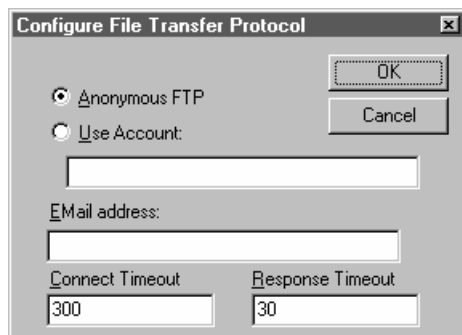 Configure File Transfer Protocol
OK
Anonymous FTP
Cancel
Use Account:
EMail address:
Connect Timeout Response Timeout
300 30